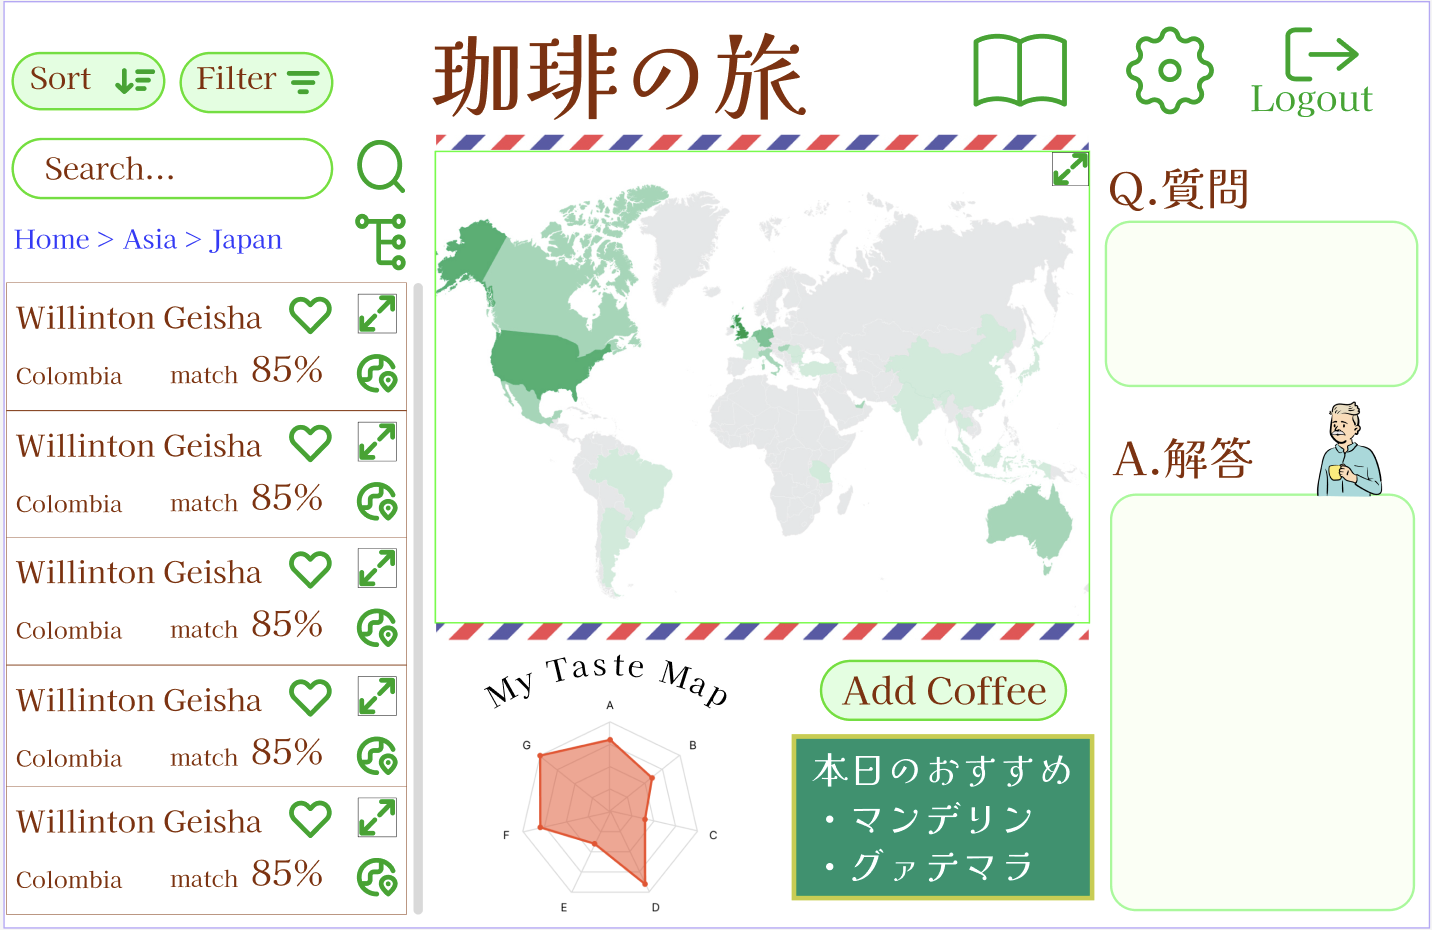 Sort
Filter
珈琲の旅
Logout
Search...
Home > Asia > Japan
Willinton Geisha
Colombia match 85%
Willinton Geisha
Colombia match 85%
Willinton Geisha
Colombia match 85%
Willinton Geisha
Colombia match 85%
Willinton Geisha
Colombia match 85%
My Taste Map
A
B
C
D
E
F
G
Add Coffee
本日のおすすめ
・マンデリン
・グァテマラ
Q.質問
A.解答